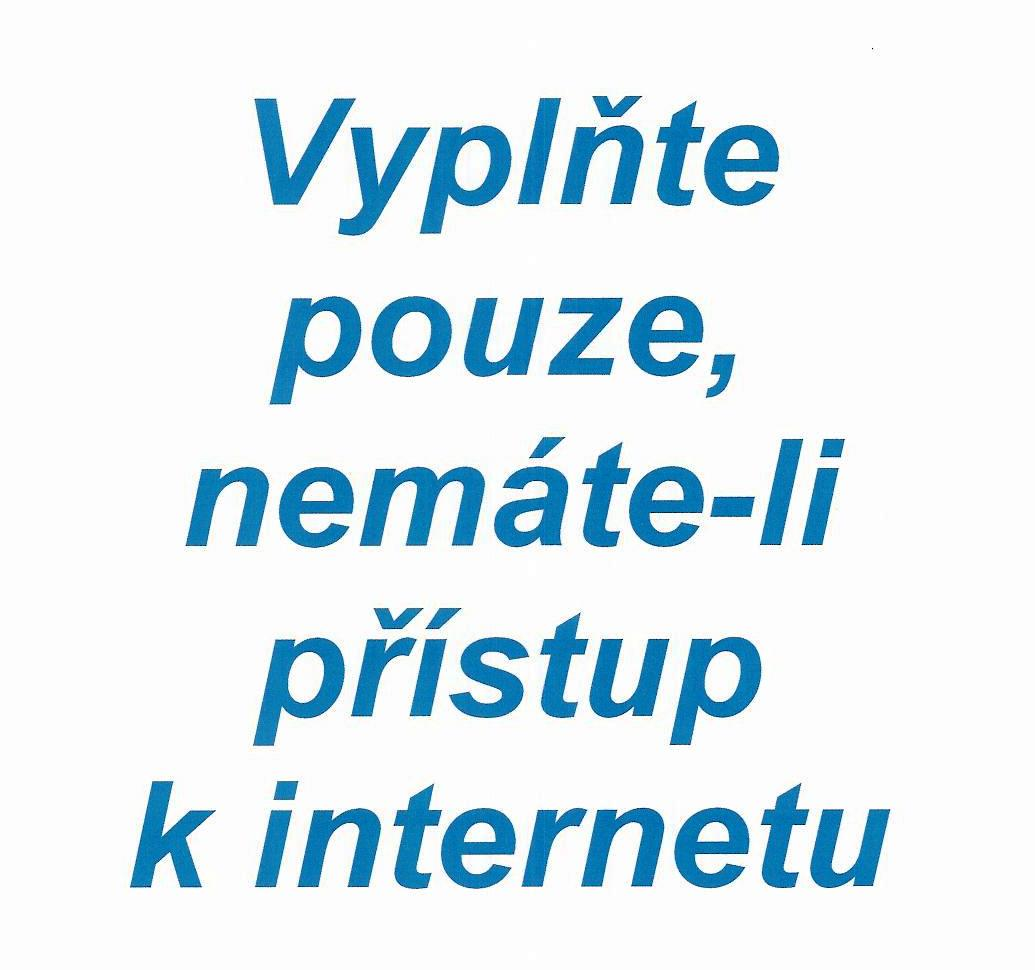 Vyplňte
pouze,
nemáte-li
přístup
k internetu